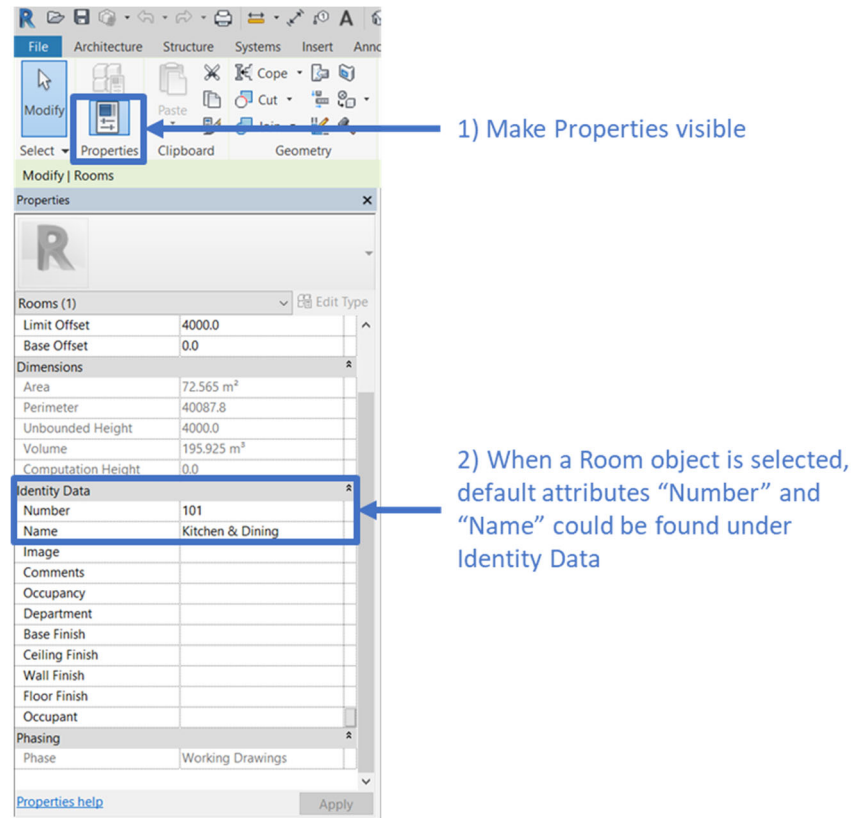 File Architecture Structure Systems Insert Anno
Cope
Modify
Paste
Cut
Join
Select Properties Clipboard Geometry
Modify | Rooms
Properties
Rooms (1) Edit Type
Limit Offset 4000.0
Base Offset 0.0
Dimensions
Area 72.565 m²
Perimeter 40087.8
Unbounded Height 4000.0
Volume 195.925 m³
Computation Height 0.0
Identity Data
Number 101
Name Kitchen & Dining
Image
Comments
Occupancy
Department
Base Finish
Ceiling Finish
Wall Finish
Floor Finish
Occupant
Phasing
Phase Working Drawings
Properties help Apply
1) Make Properties visible
2) When a Room object is selected,
default attributes “Number” and
“Name” could be found under
Identity Data